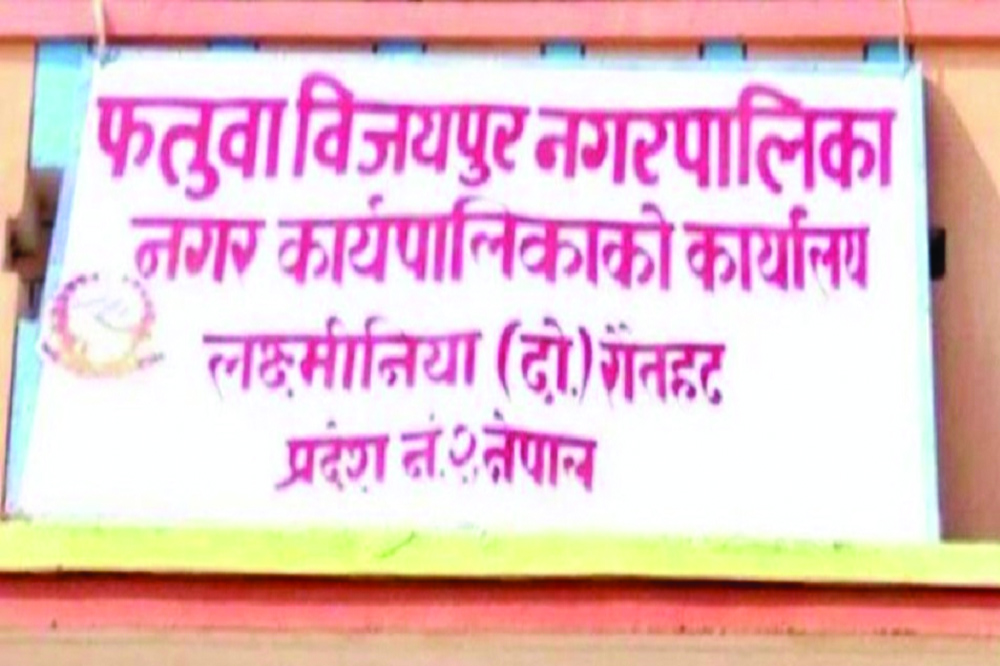 फतुवा विजयपुर नगरपालिका
नगर कार्यपालिकाको कार्यालय
लक्ष्मीनिया (दो.) रौतहट
प्रदेश नं. २, नेपाल